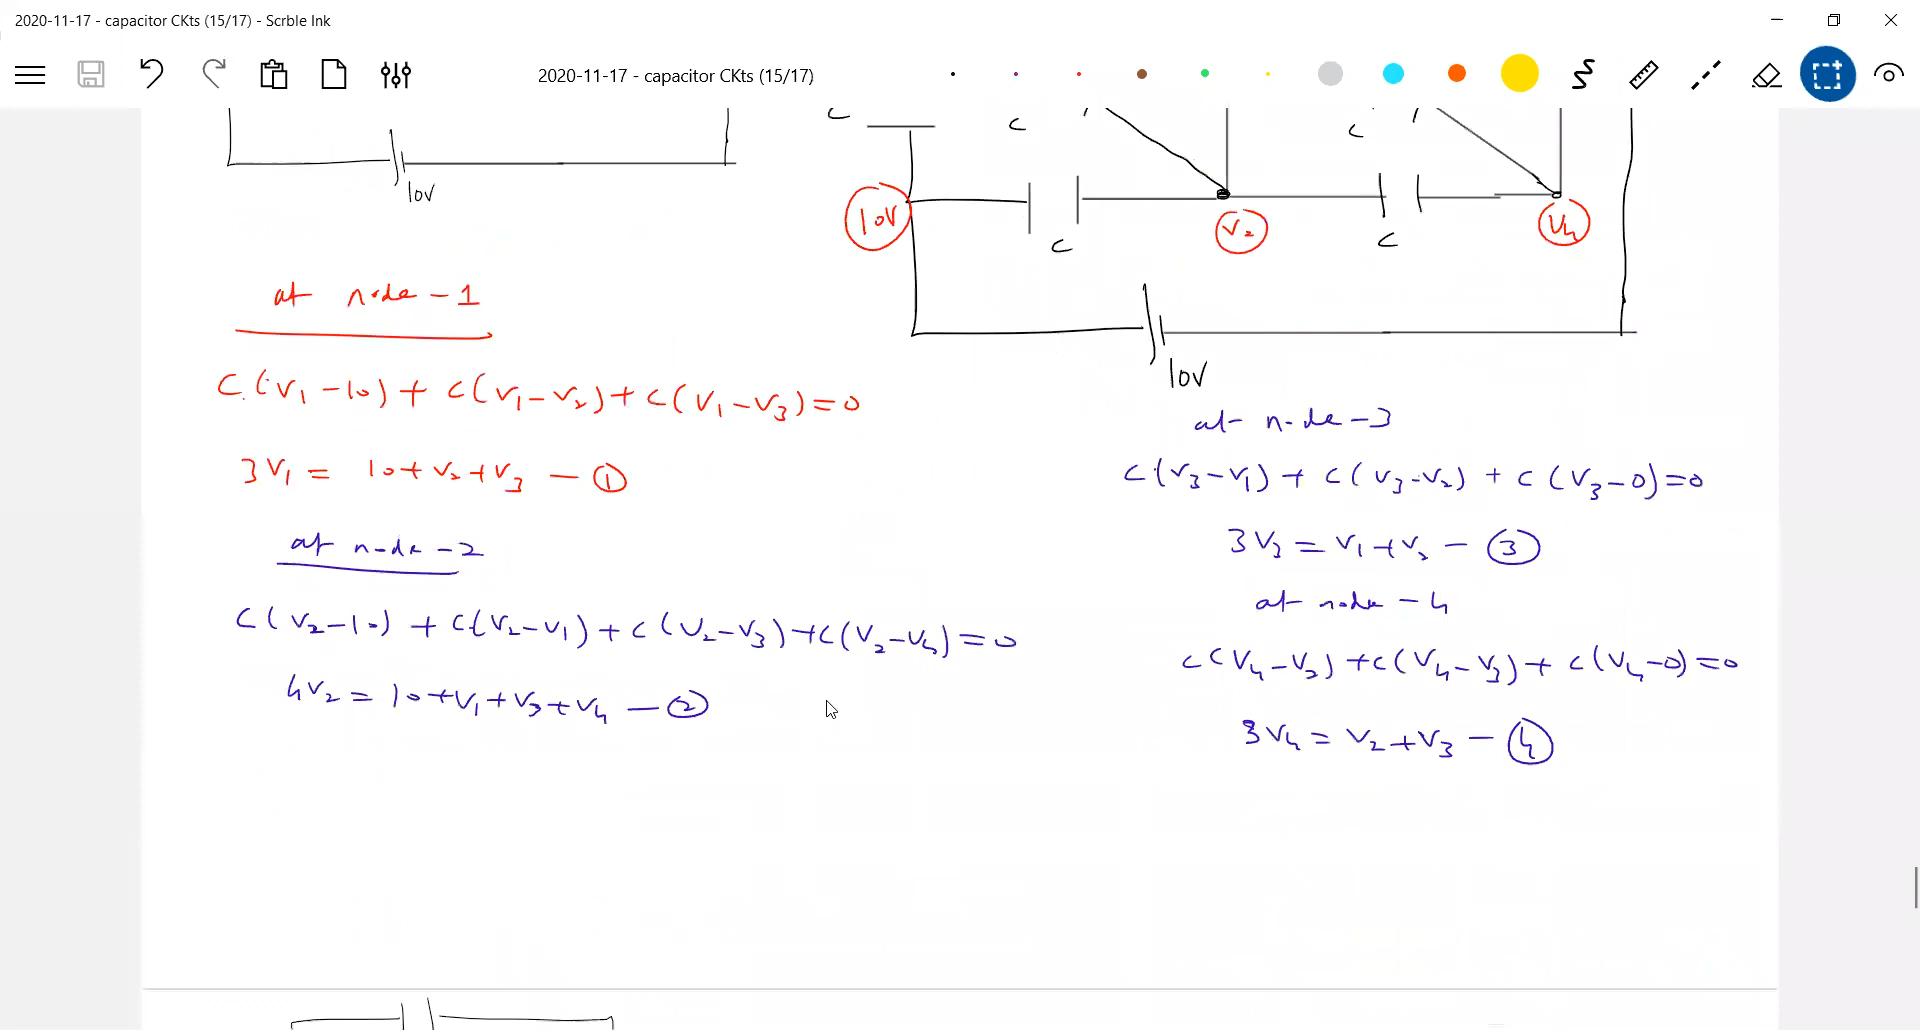 2020-11-17 - capacitor CKts (15/17) - Scrble Ink
2020-11-17 - capacitor CKts (15/17)
C
C
C
10V
10V
V2
V4
C
C
10V
at node-1
C(V1-10)+C(V1-V2)+C(V1-V3)=0
3V1 = 10+V2+V3 - ①
at node-2
C(V2-10)+C(V2-V1)+C(V2-V3)+C(V2-V4)=0
4V2 = 10+V1+V3+V4 - ②
at node-3
C(V3-V1)+C(V3-V2)+C(V3-0)=0
3V3 = V1+V2 - ③
at node-4
C(V4-V2)+C(V4-V3)+C(V4-0)=0
3V4 = V2+V3 - ④